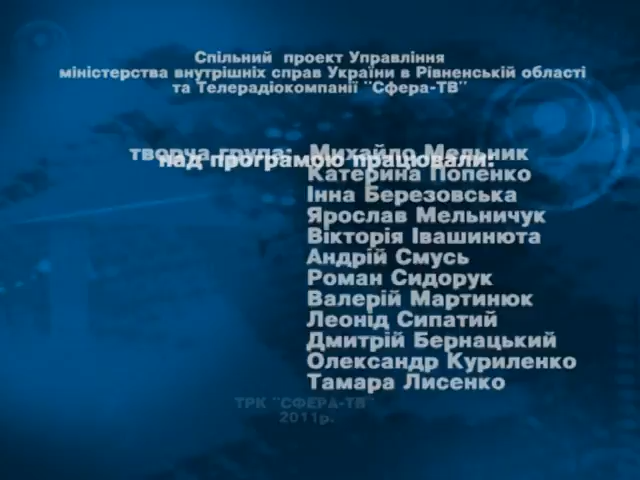 Спільний проект Управління
міністерства внутрішніх справ України в Рівненській області
та Телерадіокомпанії "Сфера-ТВ"
творча група: Михайло Мельник
над програмою працювали:
Катерина Попенко
Інна Березовська
Ярослав Мельничук
Вікторія Івашинюта
Андрій Смусь
Роман Сидорук
Валерій Мартинюк
Леонід Сипатий
Дмитрій Бернацький
Олександр Куриленко
Тамара Лисенко
ТРК "СФЕРА-ТВ"
2011р.